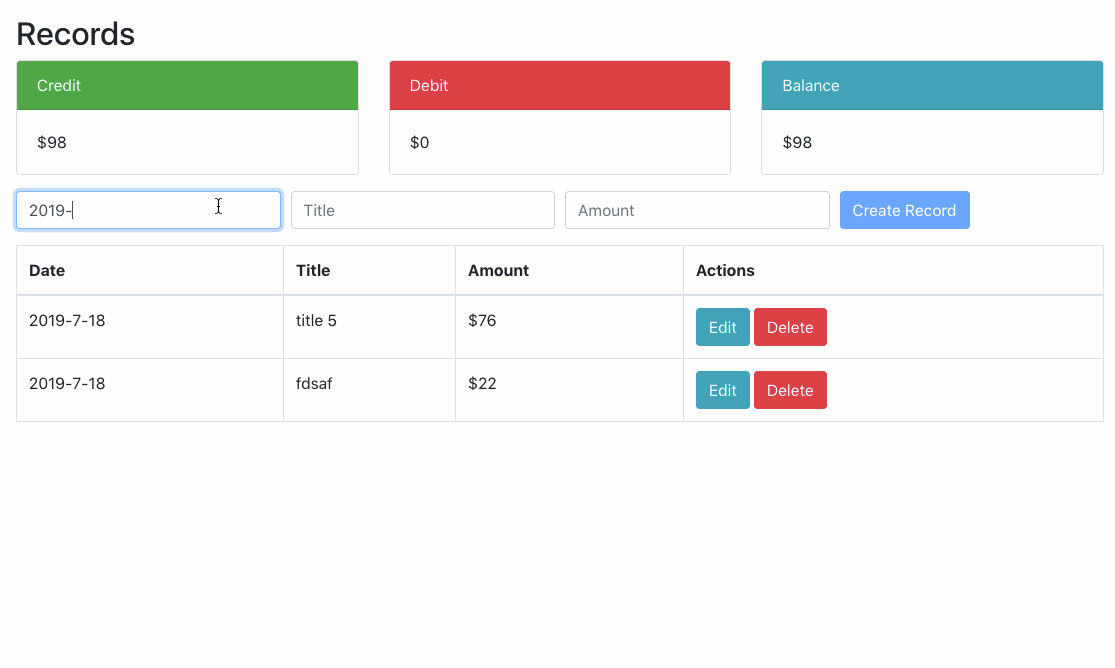 Records
Credit Debit Balance
$98 $0 $98
2019- Title Amount Create Record
Date Title Amount Actions
2019-7-18 title 5 $76 Edit Delete
2019-7-18 fdsaf $22 Edit Delete